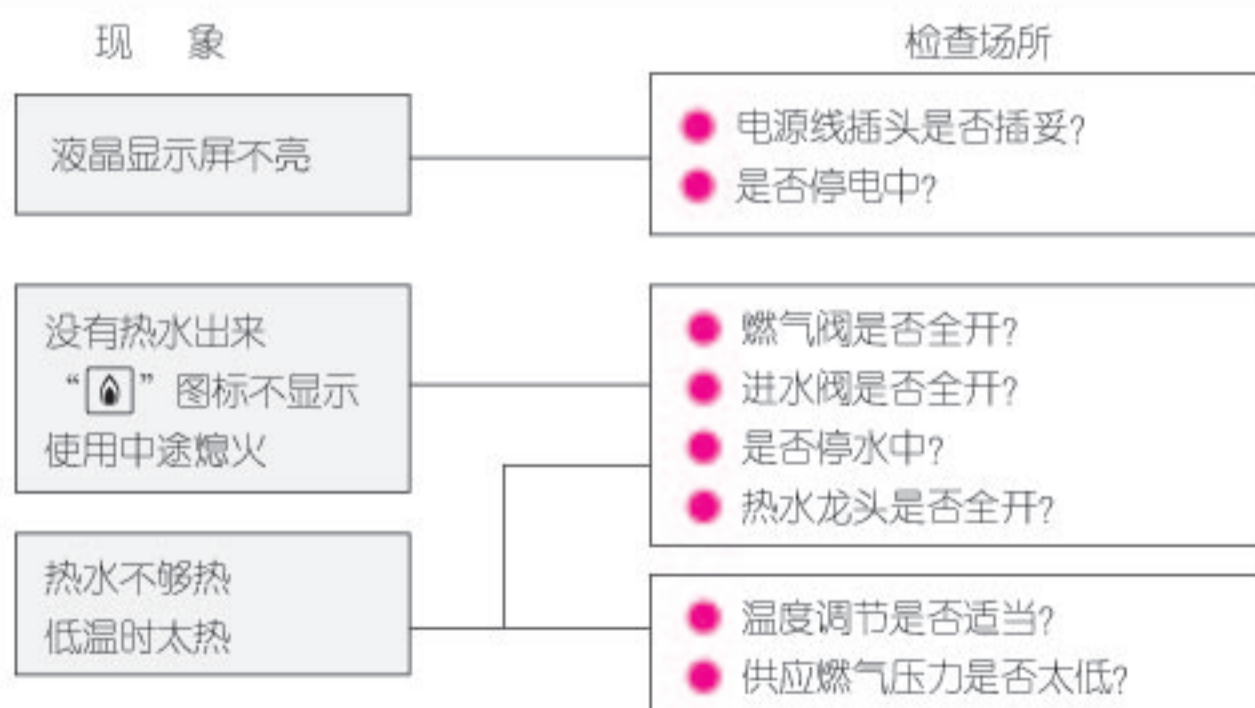 现 象
检查场所
液晶显示屏不亮
电源线插头是否插妥?
是否停电中?
没有热水出来
“ ” 图标不显示
使用中途熄火
燃气阀是否全开?
进水阀是否全开?
是否停水中?
热水龙头是否全开?
热水不够热
低温时太热
温度调节是否适当?
供应燃气压力是否太低?